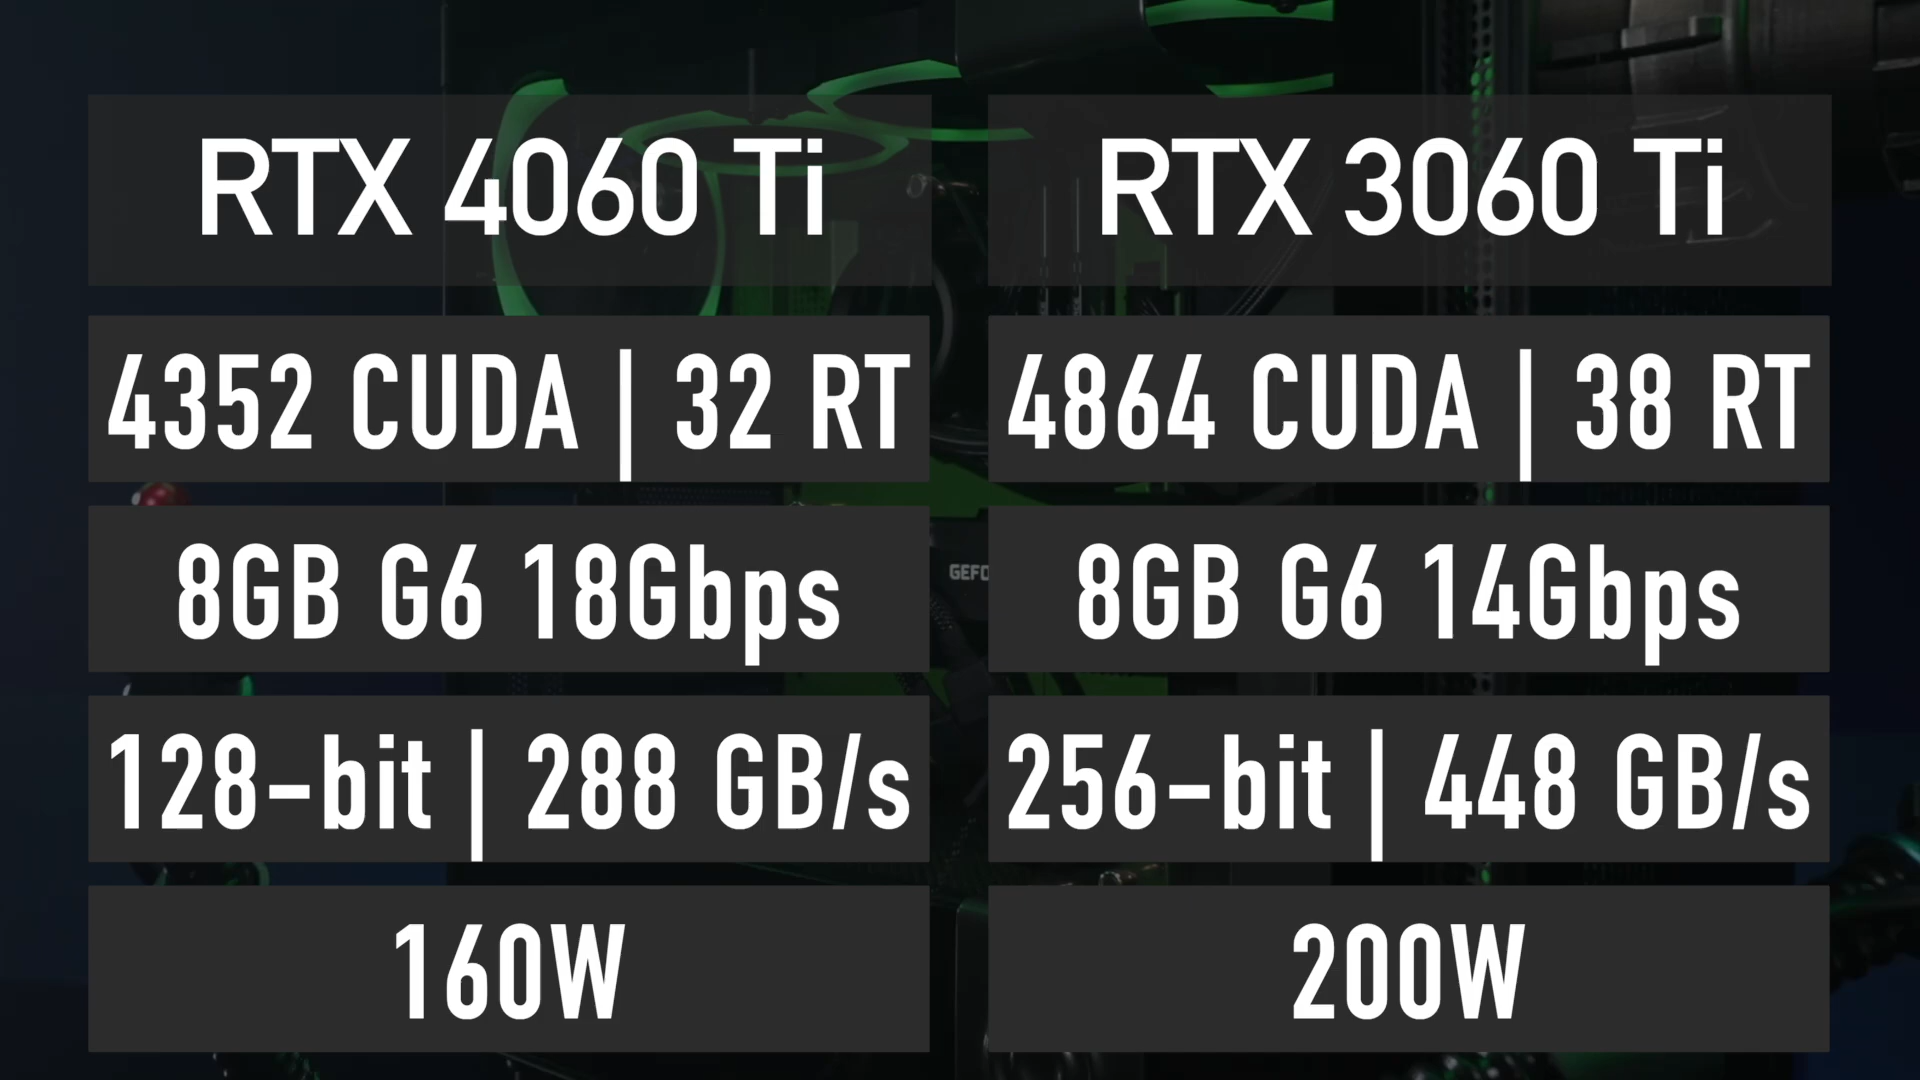 RTX 4060 Ti
RTX 3060 Ti
4352 CUDA | 32 RT
4864 CUDA | 38 RT
8GB G6 18Gbps
8GB G6 14Gbps
128-bit | 288 GB/s
256-bit | 448 GB/s
160W
200W